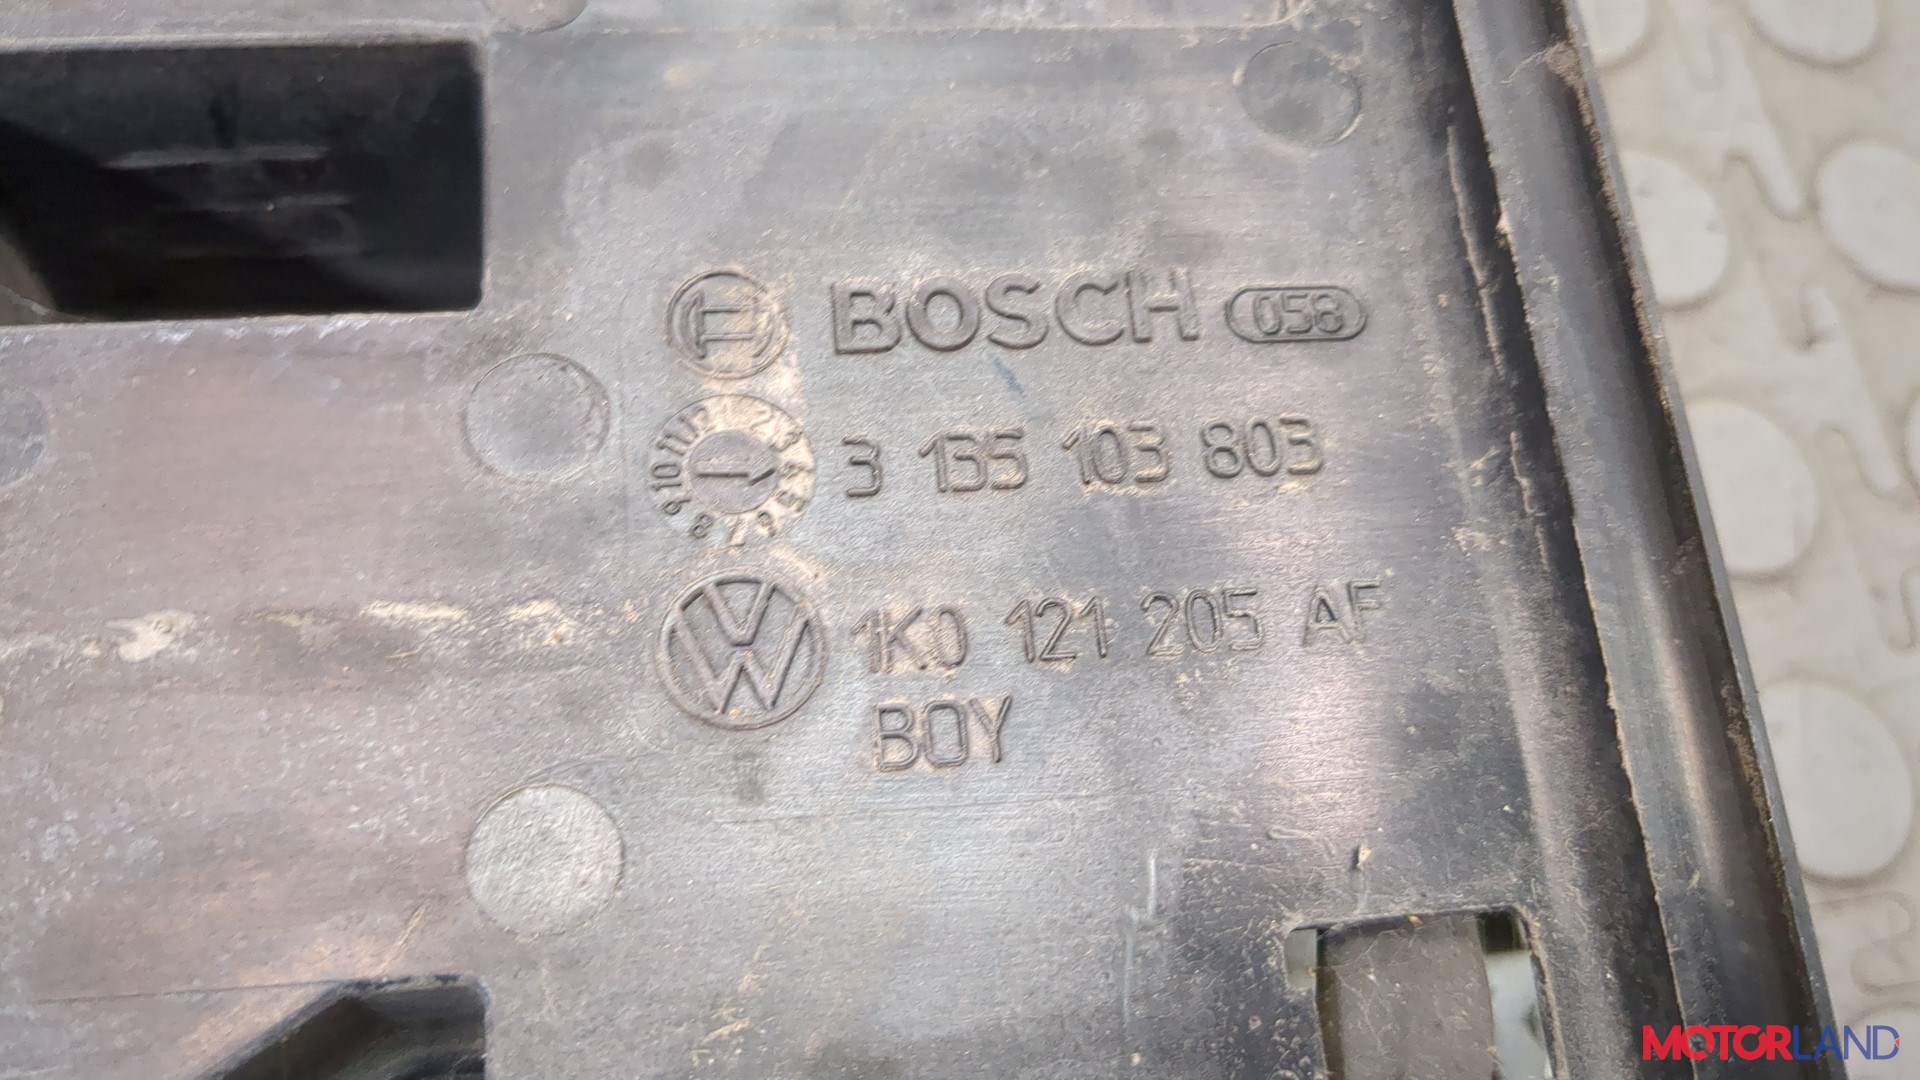 BOSCH 058
3 135 103 803
1K0 121 205 AF
BOY
MOTORLAND